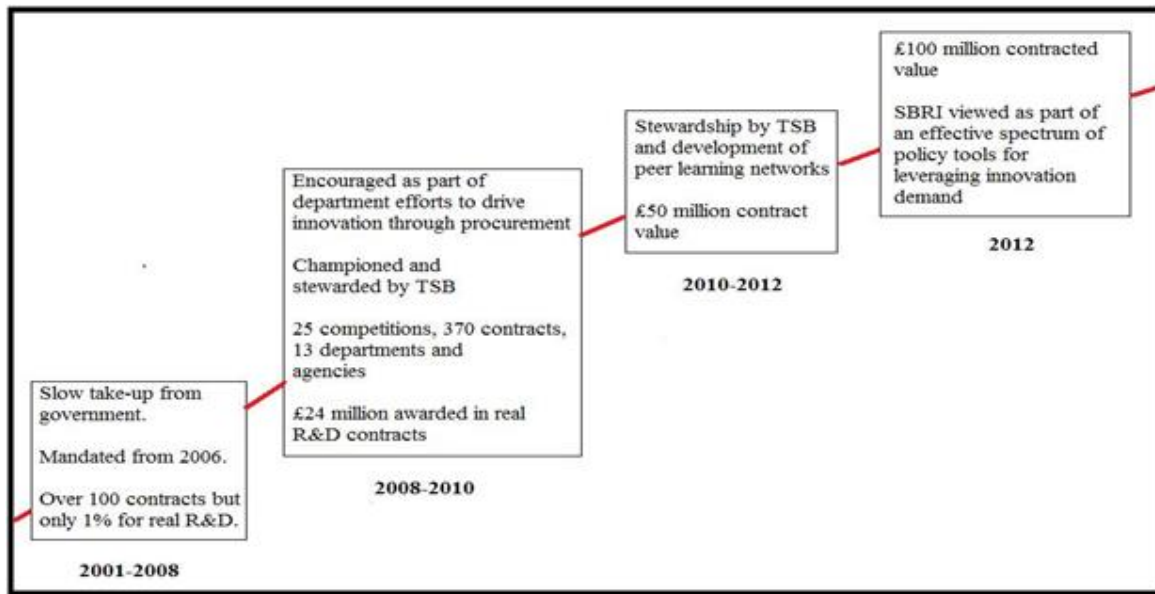 Slow take-up from
government.
Mandated from 2006.
Over 100 contracts but
only 1% for real R&D.
2001-2008
Encouraged as part of
department efforts to drive
innovation through procurement
Championed and
stewarded by TSB
25 competitions, 370 contracts,
13 departments and
agencies
£24 million awarded in real
R&D contracts
2008-2010
Stewardship by TSB
and development of
peer learning networks
£50 million contract
value
2010-2012
£100 million contracted
value
SBRI viewed as part of
an effective spectrum of
policy tools for
leveraging innovation
demand
2012